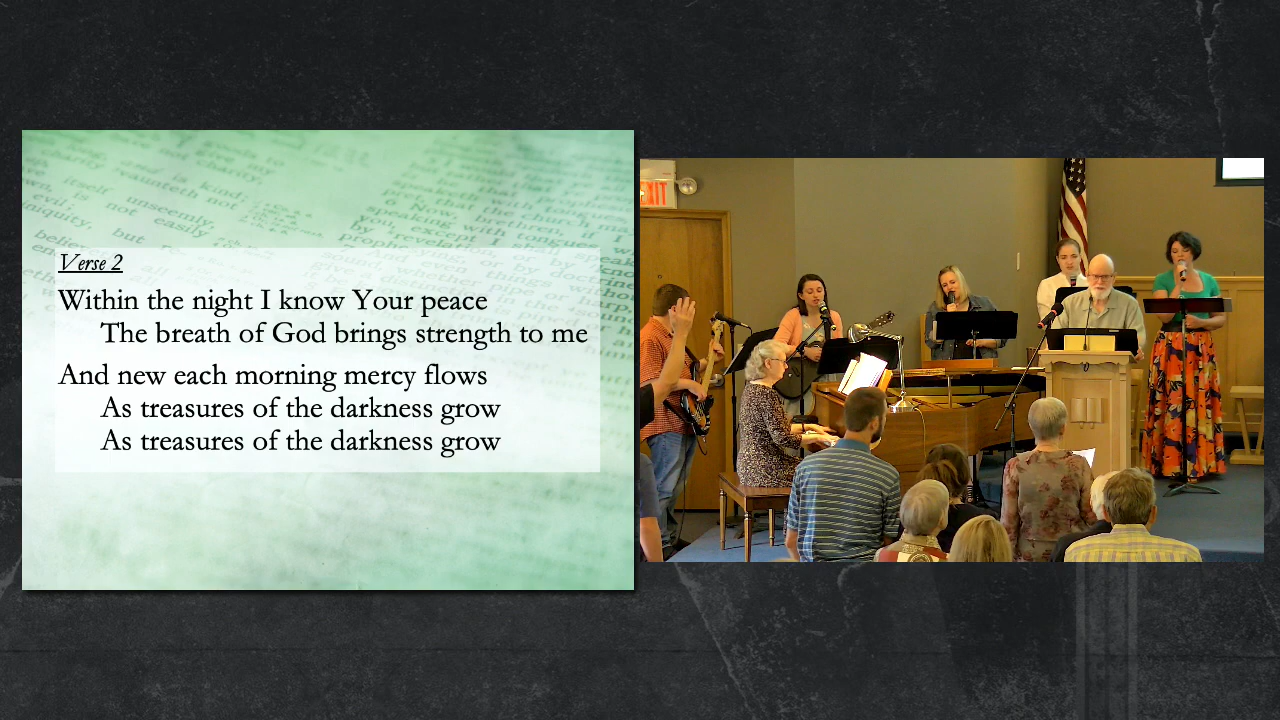 Verse 2
Within the night I know Your peace
The breath of God brings strength to me
And new each morning mercy flows
As treasures of the darkness grow
As treasures of the darkness grow
EXIT